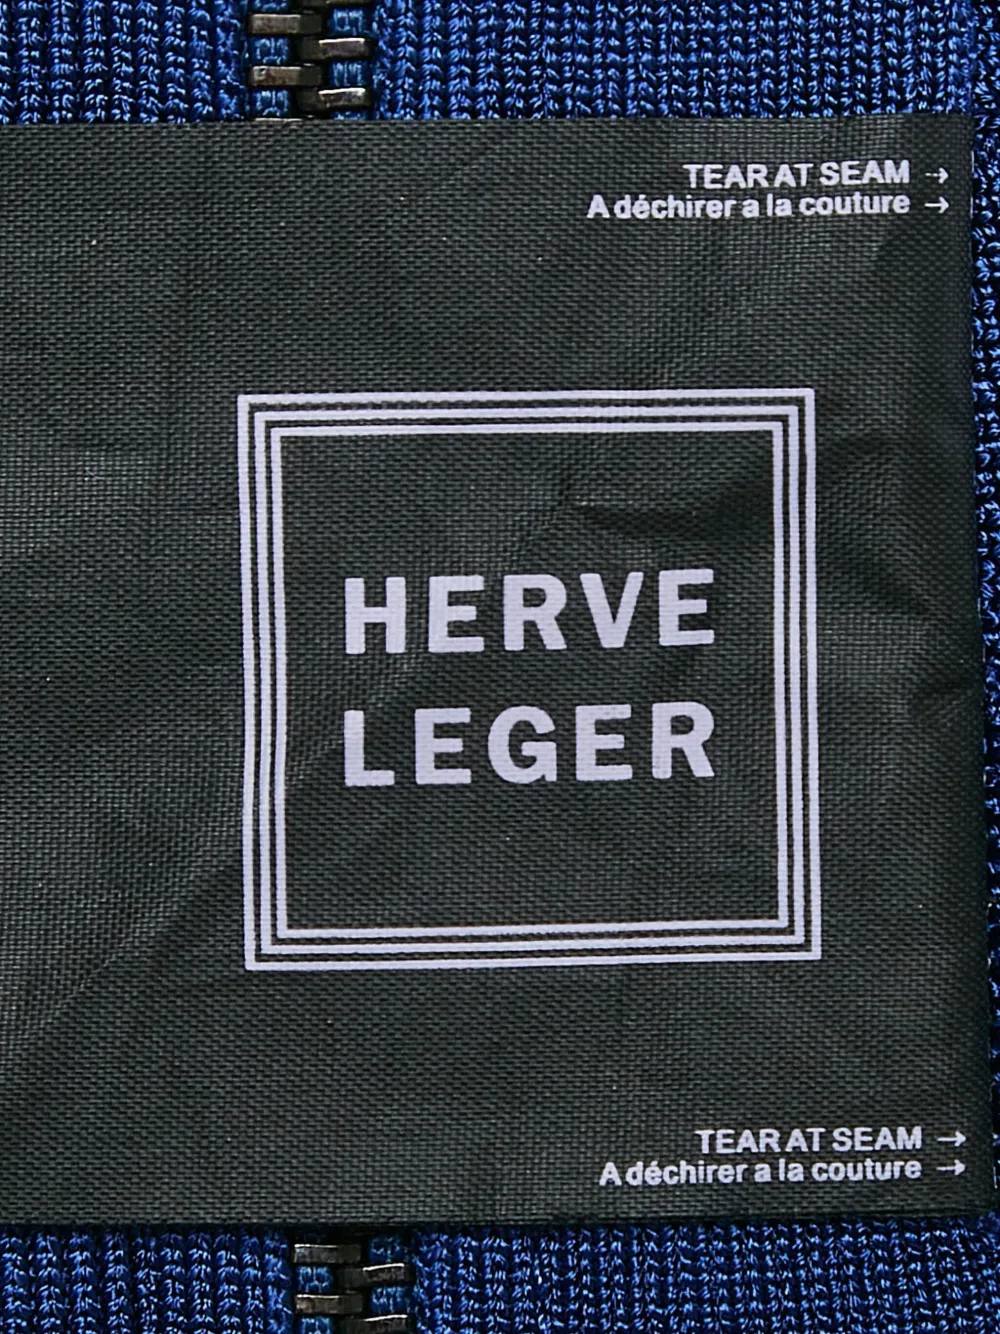 TEAR AT SEAM →
A déchirer a la couture →
HERVE
LEGER
TEAR AT SEAM →
A déchirer a la couture →